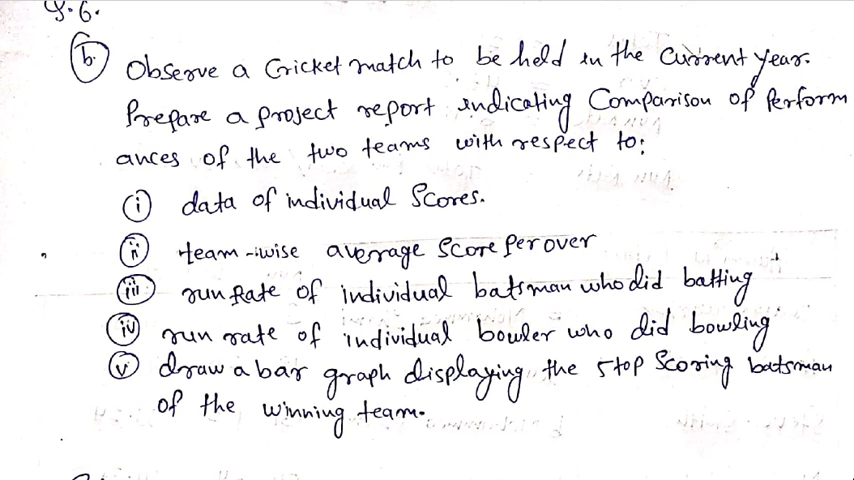 Q.6.
b. Observe a Cricket match to be held in the current year.
Prepare a project report indicating Comparison of Perform
ances of the two teams with respect to:
(i) data of individual Scores.
(ii) team-wise average Score Per over
(iii) run Rate of individual batsman who did batting
(iv) run rate of individual bowler who did bowling
(v) draw a bar graph displaying the 5 top Scoring batsman
of the winning team.